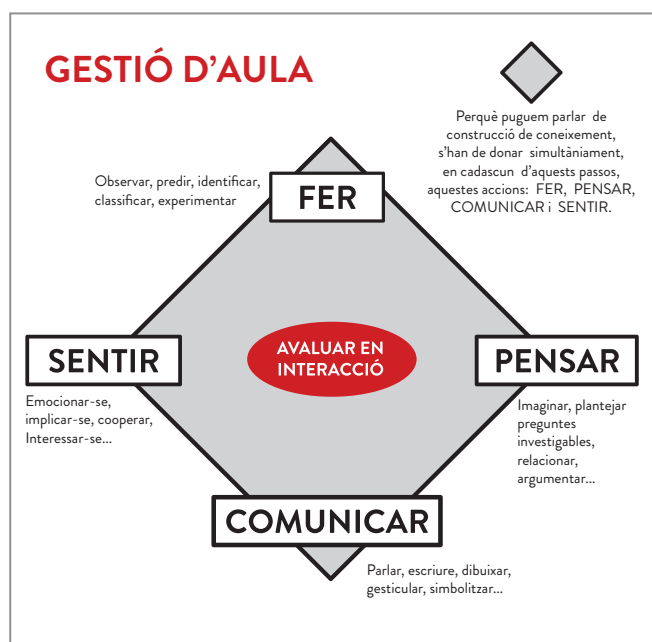 GESTIÓ D'AULA
Perquè puguem parlar de
construcció de coneixement,
s'han de donar simultàniament,
en cadascun d'aquests passos,
aquestes accions: FER, PENSAR,
COMUNICAR i SENTIR.
Observar, predir, identificar,
classificar, experimentar
FER
AVALUAR EN
INTERACCIÓ
SENTIR
Emocionar-se,
implicar-se, cooperar,
Interessar-se...
PENSAR
Imaginar, plantejar
preguntes
investigables,
relacionar,
argumentar...
COMUNICAR
Parlar, escriure, dibuixar,
gesticular, simbolitzar...